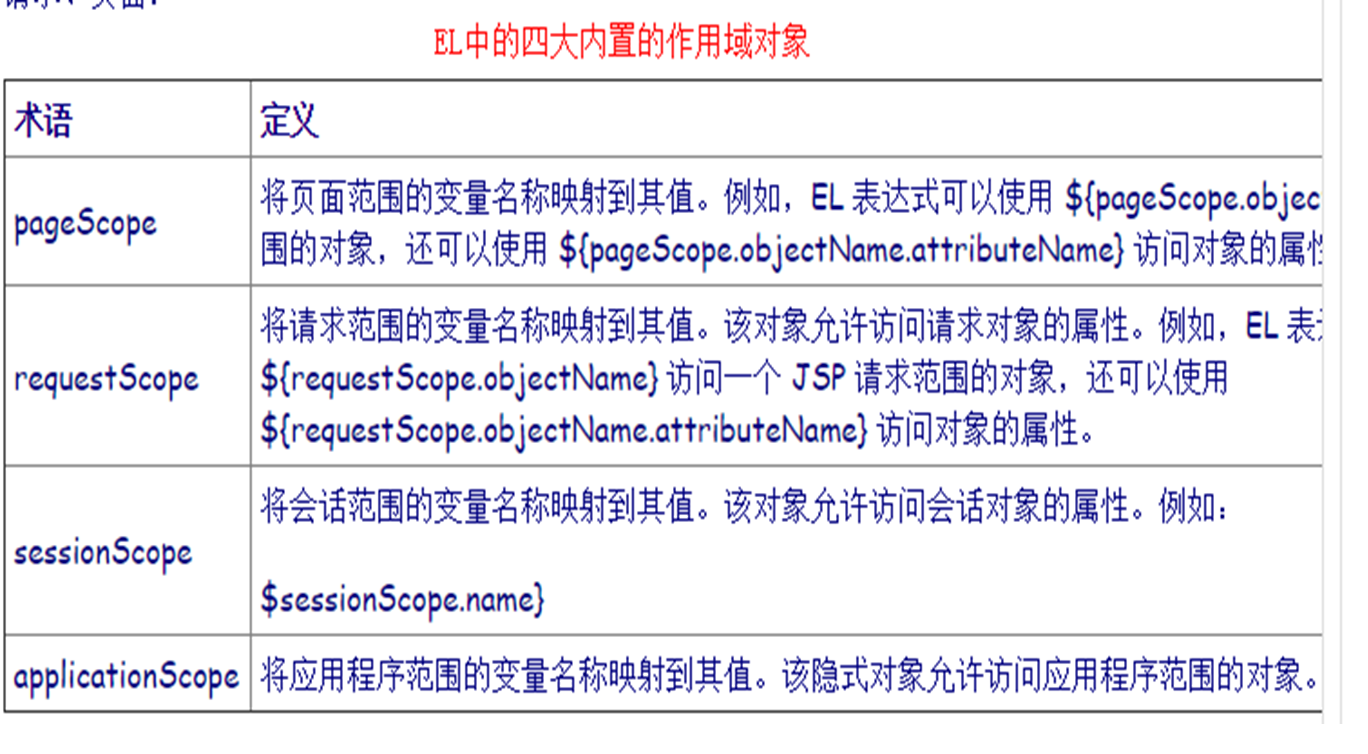 EL中的四大内置的作用域对象
术语
定义
pageScope
将页面范围的变量名称映射到其值。例如，EL 表达式可以使用 ${pageScope.objec
围的对象，还可以使用 ${pageScope.objectName.attributeName} 访问对象的属性
requestScope
将请求范围的变量名称映射到其值。该对象允许访问请求对象的属性。例如，EL 表
${requestScope.objectName} 访问一个 JSP 请求范围的对象，还可以使用
${requestScope.objectName.attributeName} 访问对象的属性。
sessionScope
将会话范围的变量名称映射到其值。该对象允许访问会话对象的属性。例如：
$sessionScope.name}
applicationScope
将应用程序范围的变量名称映射到其值。该隐式对象允许访问应用程序范围的对象。